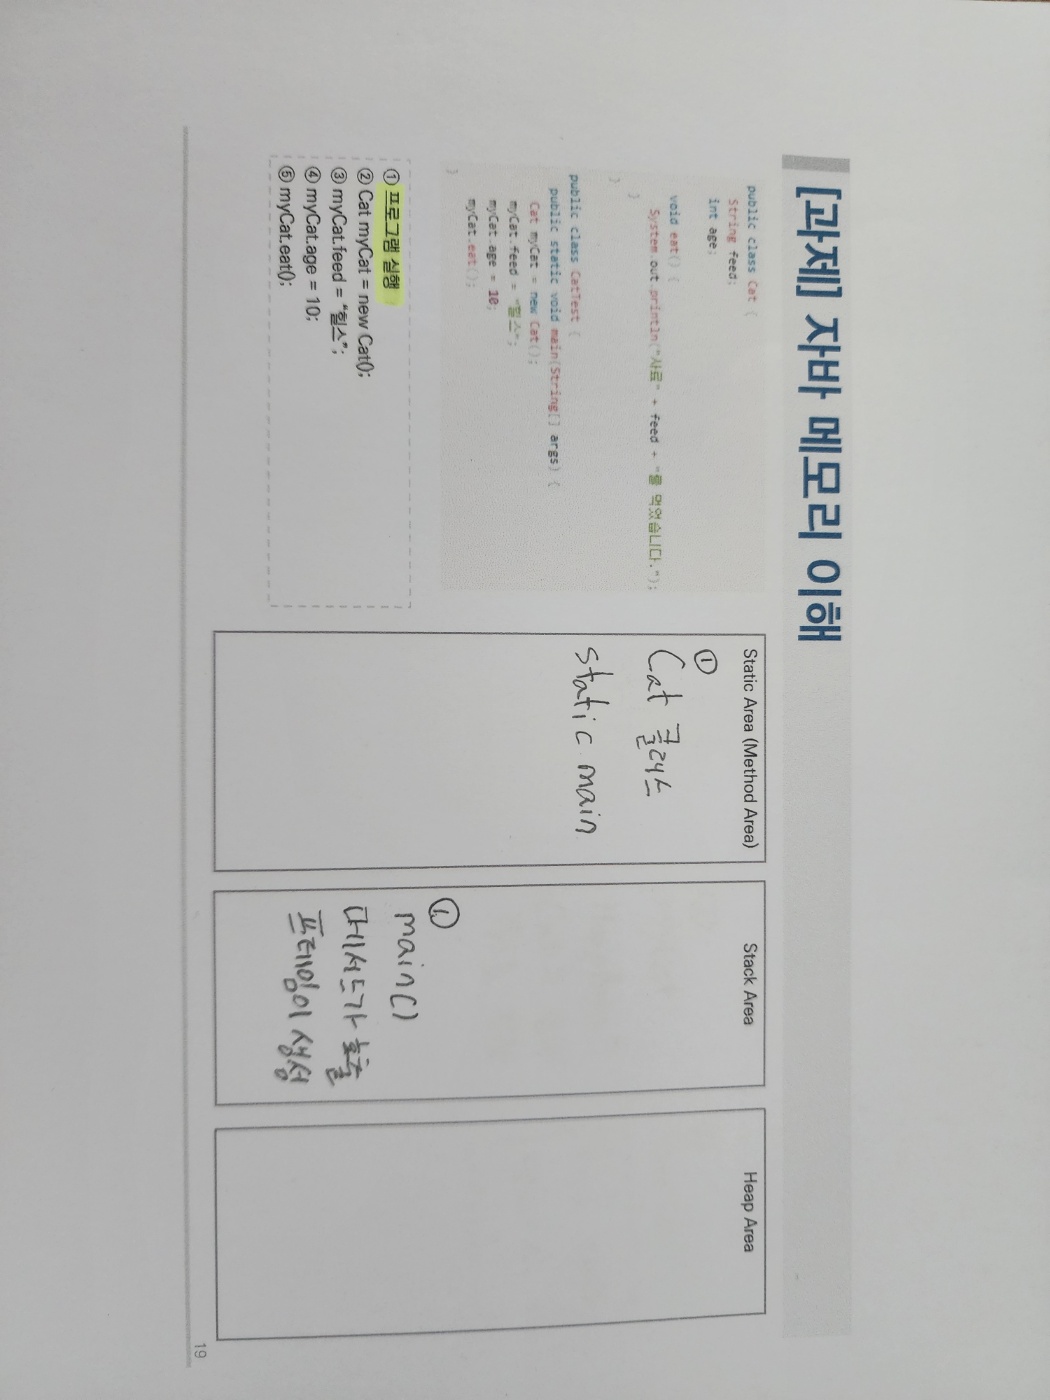 [과제] 자바 메모리 이해
public class Cat {
String feed;
int age;
void eat() {
System.out.println("사료" + feed + "를 먹었습니다.");
}
}
public class CatTest {
public static void main(String[] args) {
Cat myCat = new Cat();
myCat.feed = "힐스";
myCat.age = 10;
myCat.eat();
}
① 프로그램 실행
② Cat myCat = new Cat();
③ myCat.feed = "힐스";
④ myCat.age = 10;
⑤ myCat.eat();
Static Area (Method Area)
①
Cat 클래스
static main
Stack Area
①
main()
메서드가 호출
프레임이 생성
Heap Area
19